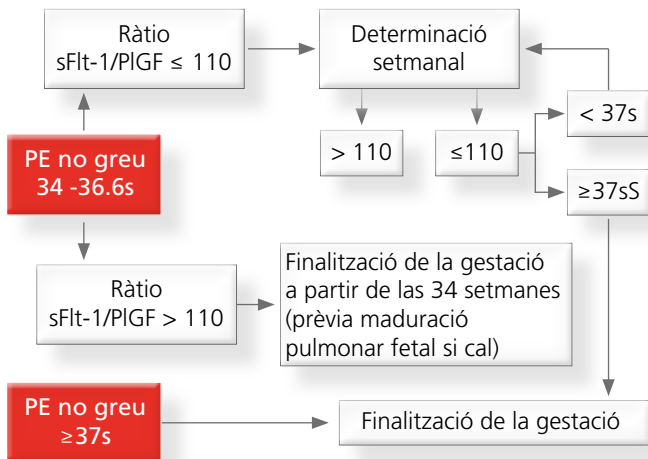 Ràtio
sFlt-1/PlGF ≤ 110
Determinació
setmanal
< 37s
> 110
≤110
≥37sS
PE no greu
34 -36.6s
Ràtio
sFlt-1/PlGF > 110
Finalització de la gestació
a partir de las 34 setmanes
(prèvia maduració
pulmonar fetal si cal)
PE no greu
≥37s
Finalització de la gestació